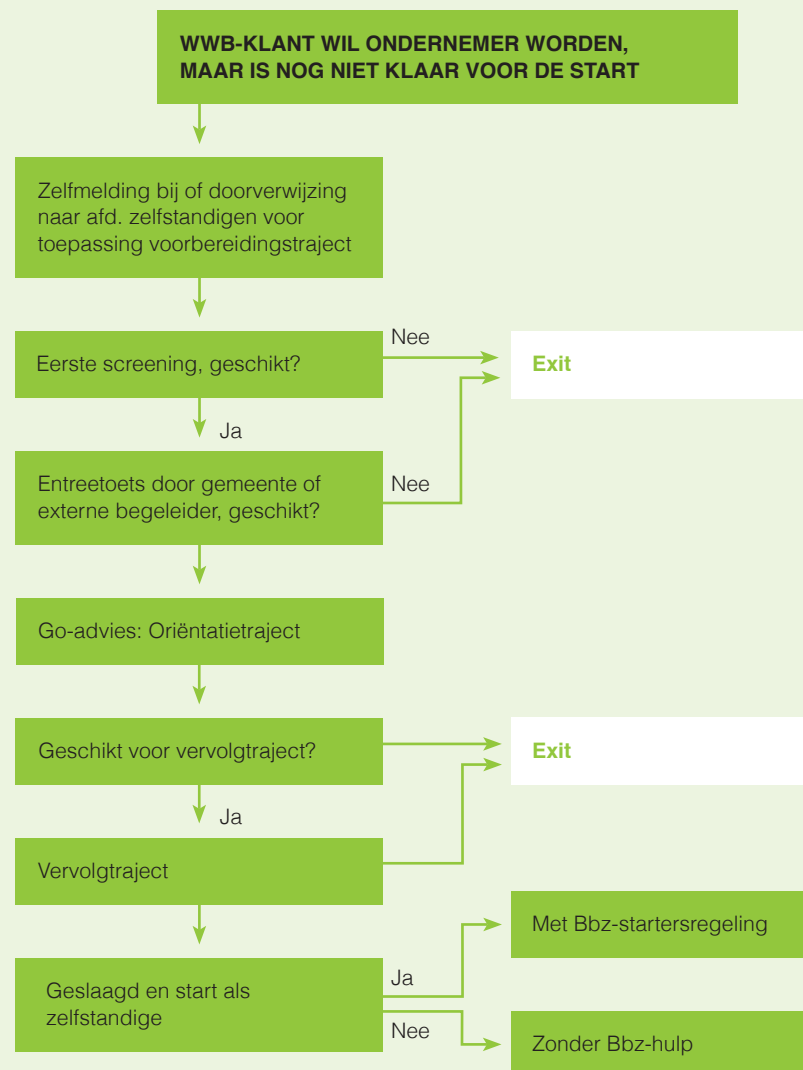 WWB-KLANT WIL ONDERNEMER WORDEN,
MAAR IS NOG NIET KLAAR VOOR DE START
Zelfmelding bij of doorverwijzing
naar afd. zelfstandigen voor
toepassing voorbereidingstraject
Nee
Eerste screening, geschikt?
Exit
Ja
Entreetoets door gemeente of
externe begeleider, geschikt?
Nee
Go-advies: Oriëntatietraject
Geschikt voor vervolgtraject?
Exit
Ja
Vervolgtraject
Met Bbz-startersregeling
Geslaagd en start als
zelfstandige
Ja
Nee
Zonder Bbz-hulp